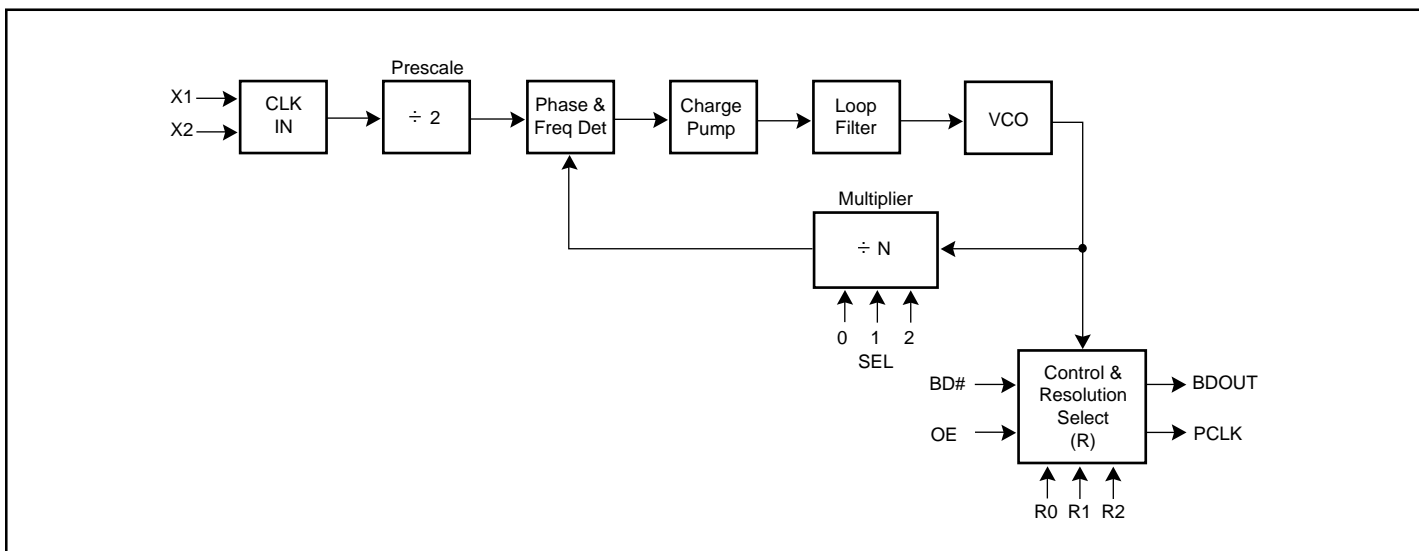 Prescale
X1
X2
CLK
IN
÷ 2
Phase &
Freq Det
Charge
Pump
Loop
Filter
VCO
Multiplier
÷ N
0 1 2
SEL
BD#
OE
Control &
Resolution
Select
(R)
BDOUT
PCLK
R0 R1 R2